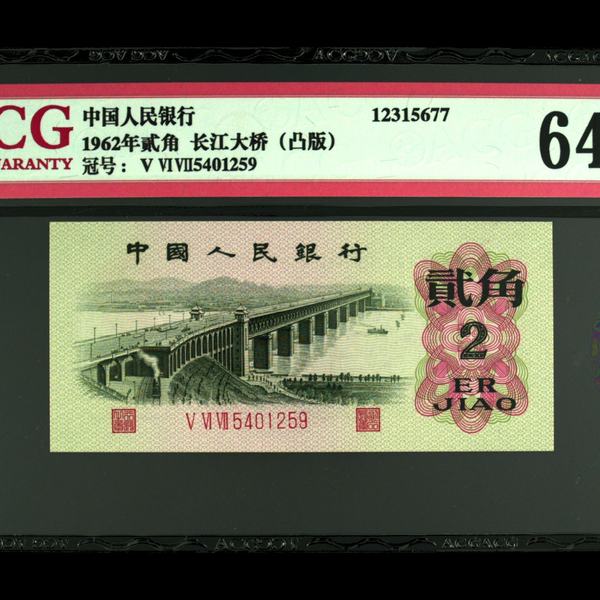 CG
WARRANTY
中国人民银行
1962年贰角 长江大桥（凸版）
冠号：V VI VII5401259
12315677
64
中國人民銀行
貳角
2
ER
JIAO
V VI VII 5401259